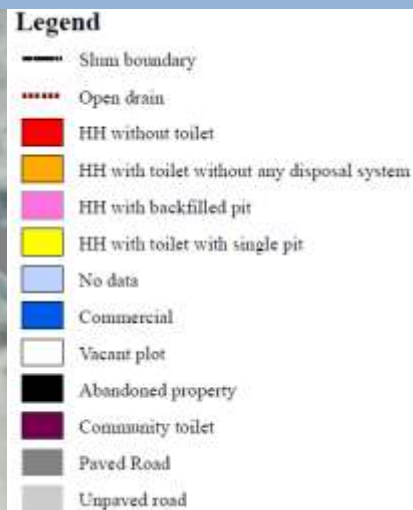 Legend
Slum boundary
Open drain
HH without toilet
HH with toilet without any disposal system
HH with backfilled pit
HH with toilet with single pit
No data
Commercial
Vacant plot
Abandoned property
Community toilet
Paved Road
Unpaved road